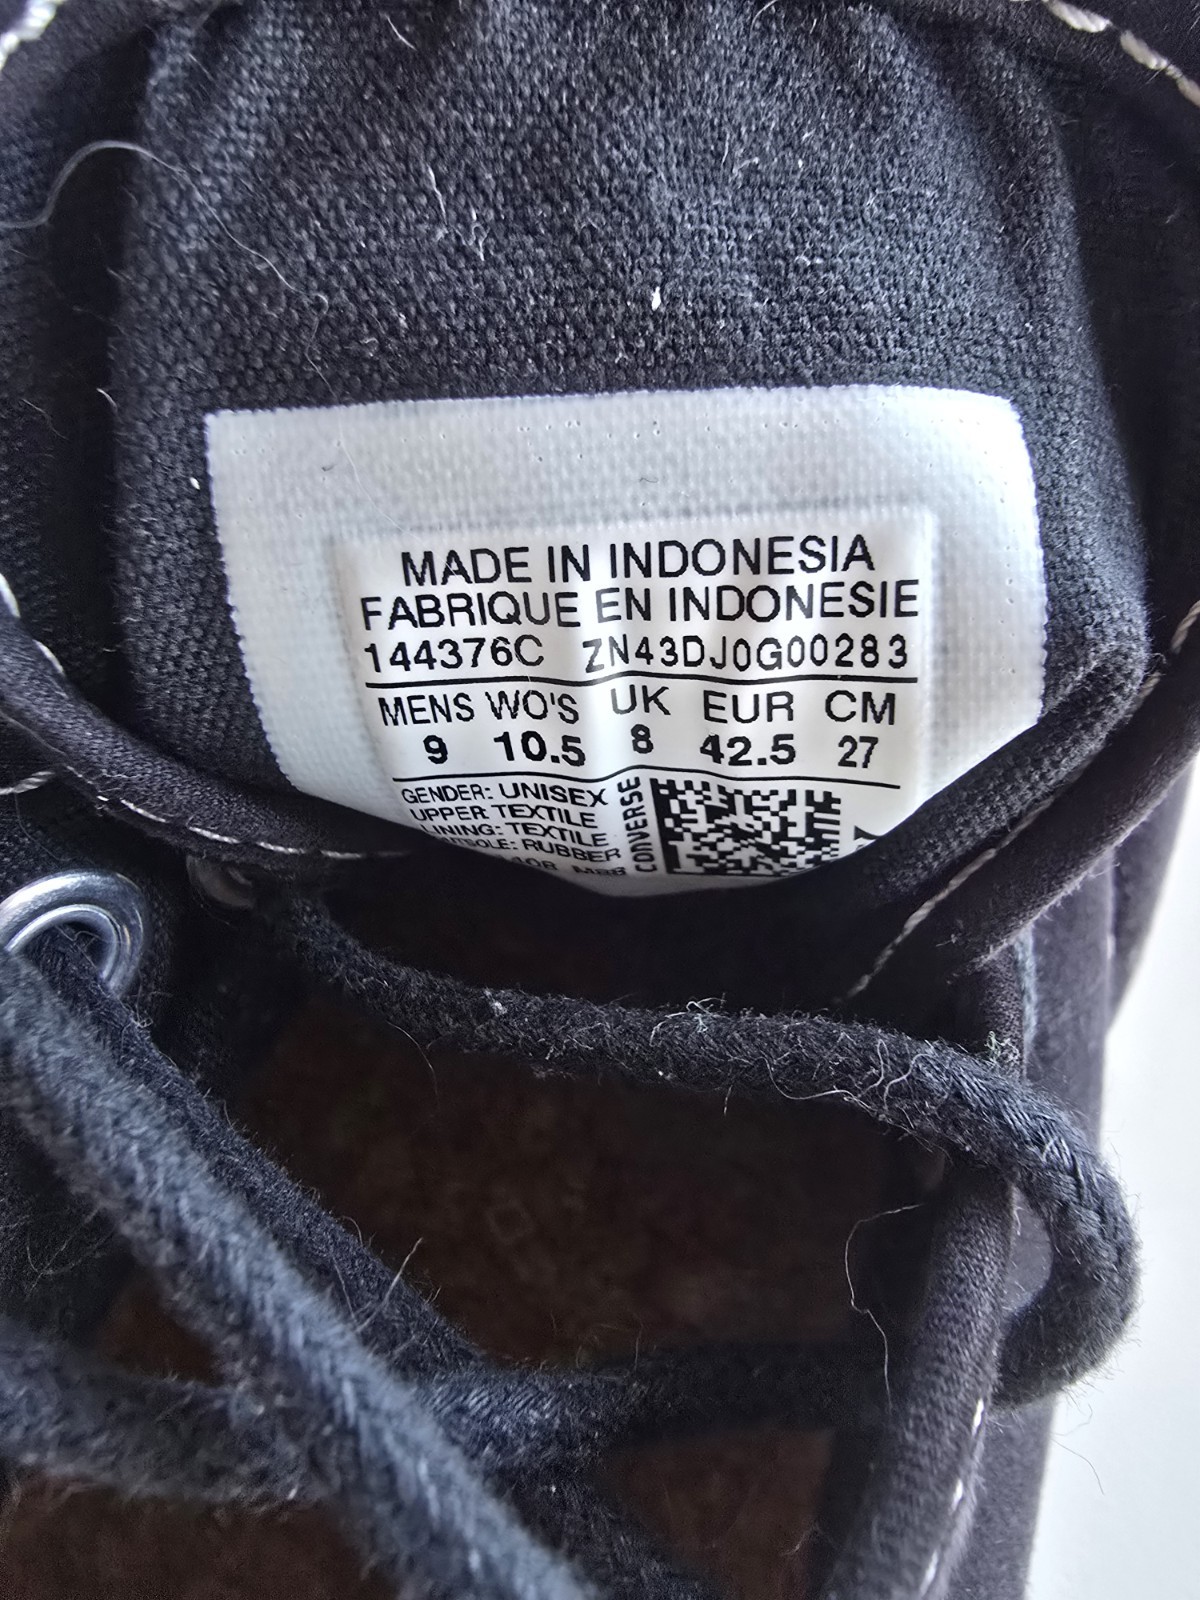 MADE IN INDONESIA
FABRIQUE EN INDONESIE
144376C ZN43DJ0G00283
MENS WO'S UK EUR CM
9 10.5 8 42.5 27
GENDER: UNISEX
UPPER: TEXTILE
LINING: TEXTILE
RUBBER
CONVERSE